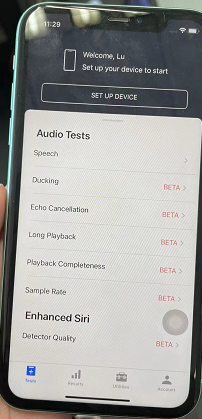 11:29
Welcome, Lu
Set up your device to start
SET UP DEVICE
Audio Tests
Speech
Ducking BETA
Echo Cancellation BETA
Long Playback BETA
Playback Completeness BETA
Sample Rate BETA
Enhanced Siri
Detector Quality BETA
Tests Results Utilities Account